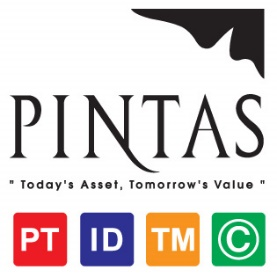 PINTAS
" Today's Asset, Tomorrow's Value "
PT ID TM ©